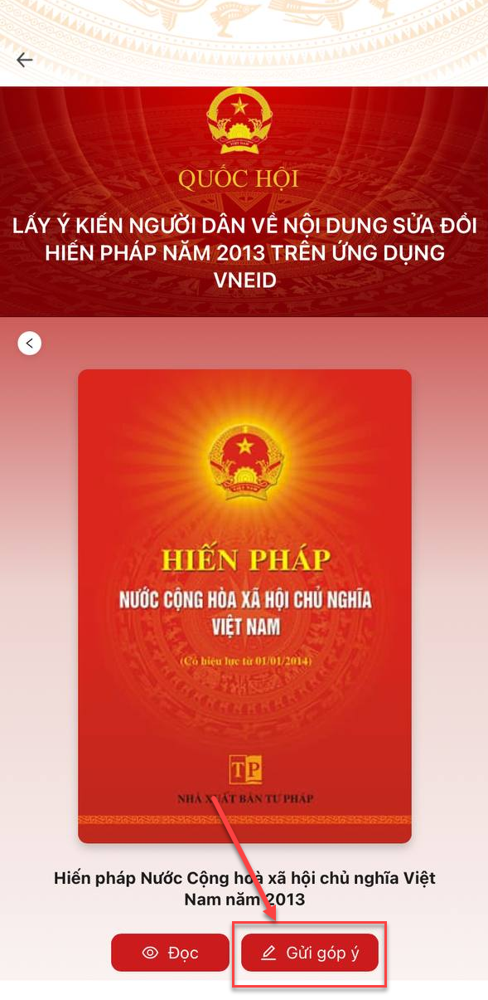 QUỐC HỘI
LẤY Ý KIẾN NGƯỜI DÂN VỀ NỘI DUNG SỬA ĐỔI
HIẾN PHÁP NĂM 2013 TRÊN ỨNG DỤNG
VNEID
HIẾN PHÁP
NƯỚC CỘNG HÒA XÃ HỘI CHỦ NGHĨA
VIỆT NAM
(Có hiệu lực từ 01/01/2014)
TP
NHÀ XUẤT BẢN TƯ PHÁP
Hiến pháp Nước Cộng hoà xã hội chủ nghĩa Việt
Nam năm 2013
Đọc
Gửi góp ý